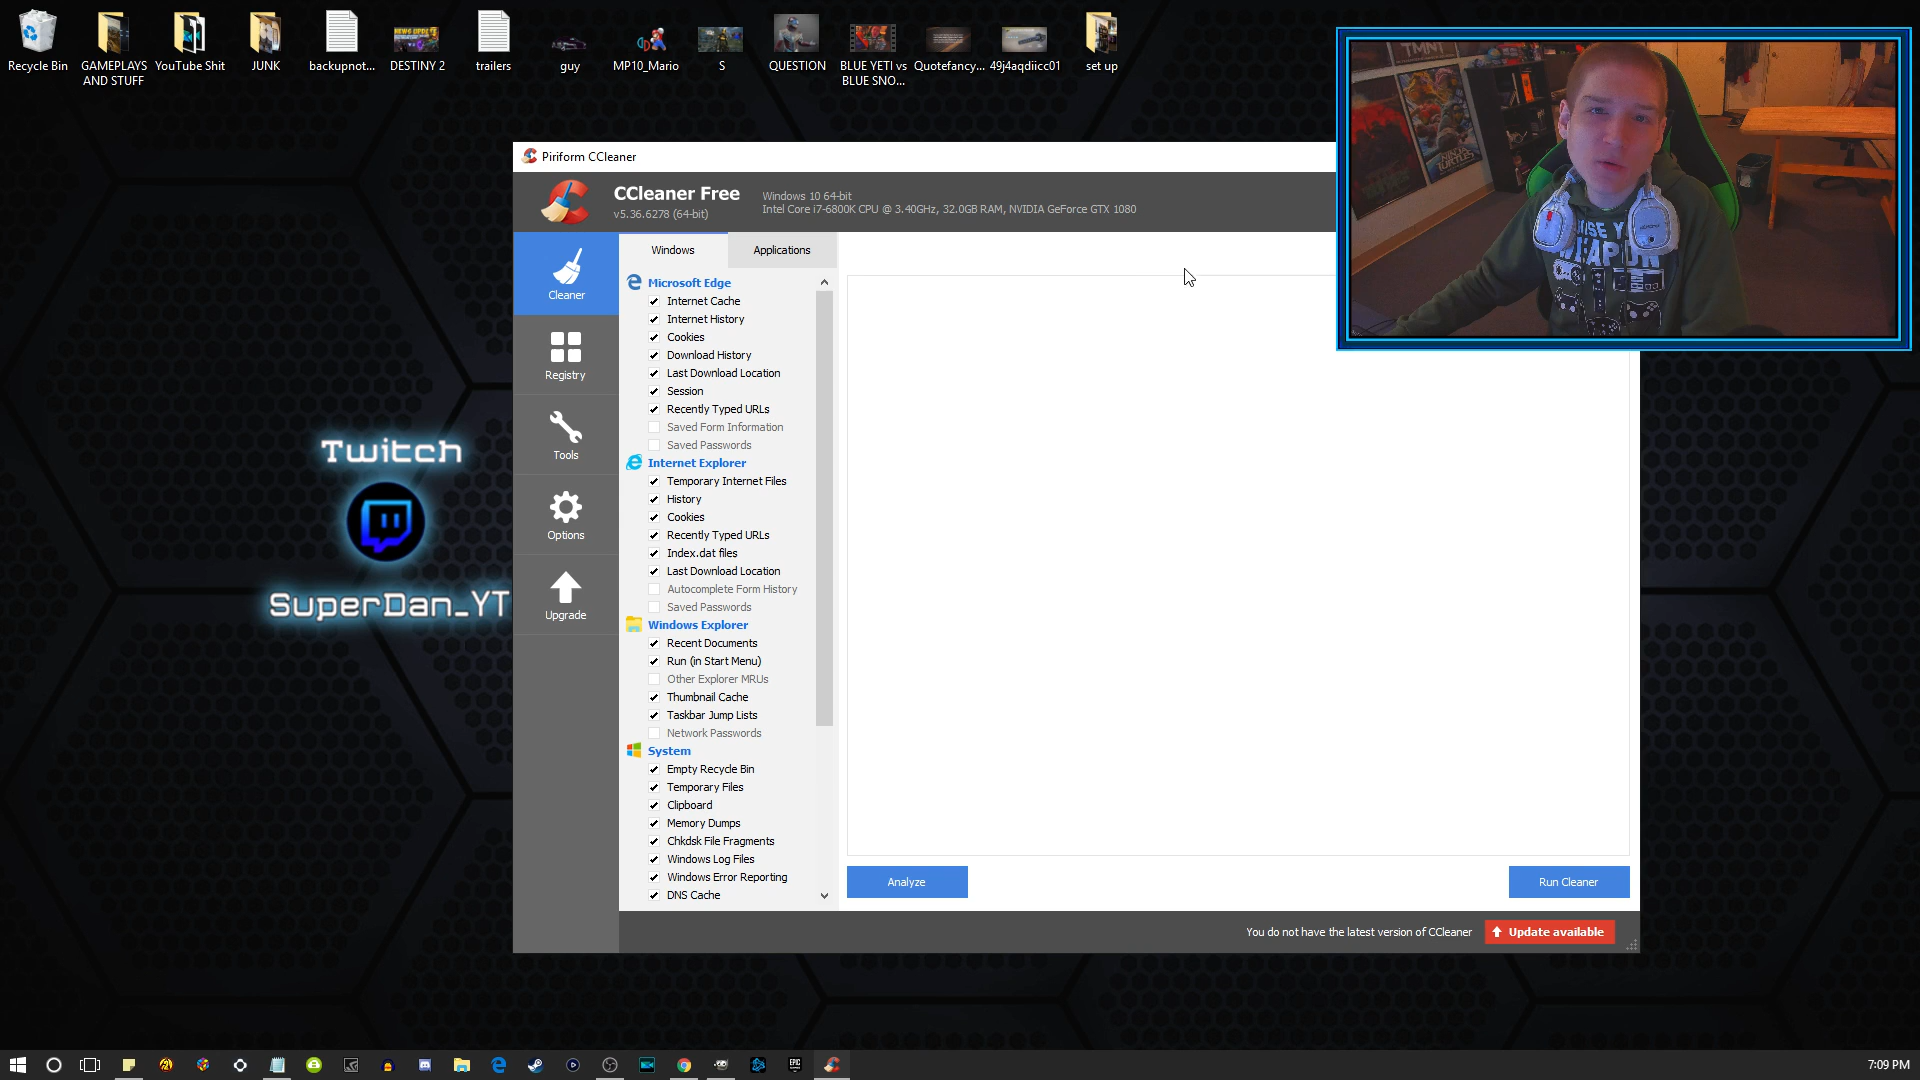 Recycle Bin
GAMEPLAYS
AND STUFF
YouTube Shit
JUNK
backupnot...
DESTINY 2
trailers
guy
MP10_Mario
S
QUESTION
BLUE YETI vs
BLUE SNO...
Quotefancy...
49j4aqdiicc01
set up
Piriform CCleaner
CCleaner Free
v5.36.6278 (64-bit)
Windows 10 64-bit
Intel Core i7-6800K CPU @ 3.40GHz, 32.0GB RAM, NVIDIA GeForce GTX 1080
Cleaner
Registry
Tools
Options
Upgrade
Windows
Applications
Microsoft Edge
Internet Cache
Internet History
Cookies
Download History
Last Download Location
Session
Recently Typed URLs
Saved Form Information
Saved Passwords
Internet Explorer
Temporary Internet Files
History
Cookies
Recently Typed URLs
Index.dat files
Last Download Location
Autocomplete Form History
Saved Passwords
Windows Explorer
Recent Documents
Run (in Start Menu)
Other Explorer MRUs
Thumbnail Cache
Taskbar Jump Lists
Network Passwords
System
Empty Recycle Bin
Temporary Files
Clipboard
Memory Dumps
Chkdsk File Fragments
Windows Log Files
Windows Error Reporting
DNS Cache
Analyze
Run Cleaner
You do not have the latest version of CCleaner
Update available
Twitch
SuperDan_YT
TMNT
NINJA
TURTLES
WEAPON
EPIC
7:09 PM